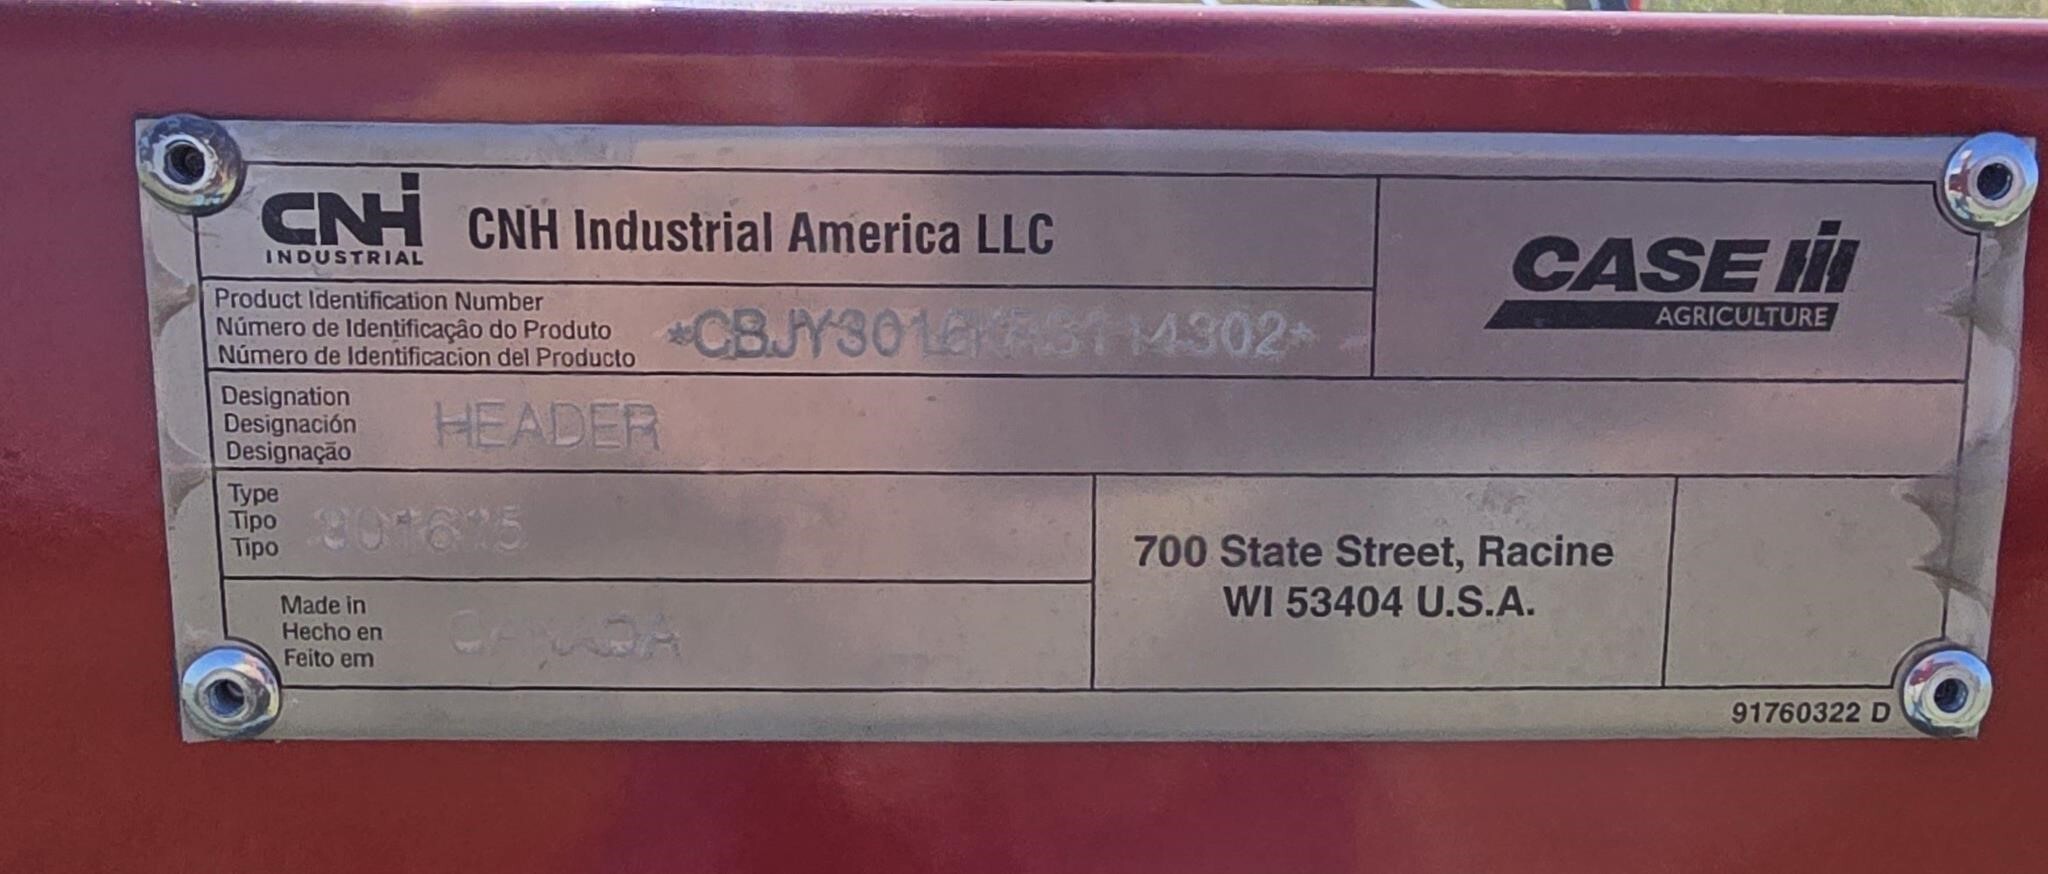 CNH
INDUSTRIAL
CNH Industrial America LLC
CASE IH
AGRICULTURE
Product Identification Number
Número de Identificação do Produto
Número de Identificacion del Producto
Designation
Designación
Designação
HEADER
Type
Tipo
Tipo
Made in
Hecho en
Feito em
CANADA
700 State Street, Racine
WI 53404 U.S.A.
91760322 D